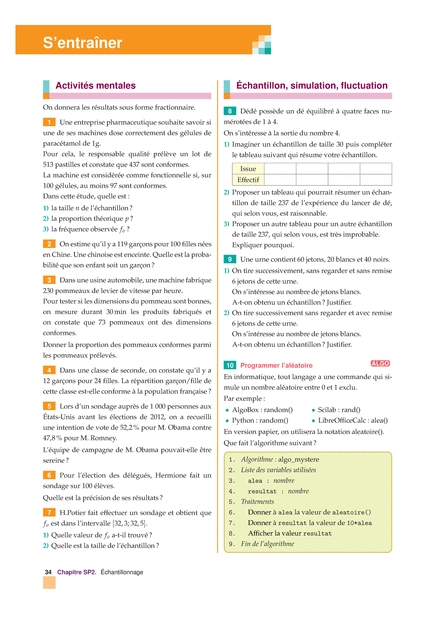 S'entraîner
Activités mentales
On donnera les résultats sous forme fractionnaire.
1 Une entreprise pharmaceutique souhaite savoir si
une de ses machines dose correctement des gélules de
paracétamol de 1g.
Pour cela, le responsable qualité prélève un lot de
513 pastilles et constate que 437 sont conformes.
La machine est considérée comme fonctionnelle si, sur
100 gélules, au moins 97 sont conformes.
Dans cette étude, quelle est :
1) la taille n de l'échantillon ?
2) la proportion théorique p ?
3) la fréquence observée fₒ ?
2 On estime qu'il y a 119 garçons pour 100 filles nées
en Chine. Une chinoise est enceinte. Quelle est la proba-
bilité que son enfant soit un garçon ?
3 Dans une usine automobile, une machine fabrique
230 pommeaux de levier de vitesse par heure.
Pour tester si les dimensions du pommeau sont bonnes,
on mesure durant 30 min les produits fabriqués et
on constate que 73 pommeaux ont des dimensions
conformes.
Donner la proportion des pommeaux conformes parmi
les pommeaux prélevés.
4 Dans une classe de seconde, on constate qu'il y a
12 garçons pour 24 filles. La répartition garçon/fille de
cette classe est-elle conforme à la population française ?
5 Lors d'un sondage auprès de 1 000 personnes aux
États-Unis avant les élections de 2012, on a recueilli
une intention de vote de 52,2 % pour M. Obama contre
47,8 % pour M. Romney.
L'équipe de campagne de M. Obama pouvait-elle être
sereine ?
6 Pour l'élection des délégués, Hermione fait un
sondage sur 100 élèves.
Quelle est la précision de ses résultats ?
7 H.Potier fait effectuer un sondage et obtient que
fₒ est dans l'intervalle [32,3; 32,5].
1) Quelle valeur de fₒ a-t-il trouvé ?
2) Quelle est la taille de l'échantillon ?
Échantillon, simulation, fluctuation
8 Dédé possède un dé équilibré à quatre faces nu-
mérotées de 1 à 4.
On s'intéresse à la sortie du nombre 4.
1) Imaginer un échantillon de taille 30 puis compléter
le tableau suivant qui résume votre échantillon.
Issue
Effectif
2) Proposer un tableau qui pourrait résumer un échan-
tillon de taille 237 de l'expérience du lancer de dé,
qui selon vous, est raisonnable.
3) Proposer un autre tableau pour un autre échantillon
de taille 237, qui selon vous, est très improbable.
Expliquer pourquoi.
9 Une urne contient 60 jetons, 20 blancs et 40 noirs.
1) On tire successivement, sans regarder et sans remise
6 jetons de cette urne.
On s'intéresse au nombre de jetons blancs.
A-t-on obtenu un échantillon ? Justifier.
2) On tire successivement sans regarder et avec remise
6 jetons de cette urne.
On s'intéresse au nombre de jetons blancs.
A-t-on obtenu un échantillon ? Justifier.
10 Programmer l'aléatoire ALGO
En informatique, tout langage a une commande qui si-
mule un nombre aléatoire entre 0 et 1 exclu.
Par exemple :
• AlgoBox : random() • Scilab : rand()
• Python : random() • LibreOfficeCalc : alea()
En version papier, on utilisera la notation aleatoire().
Que fait l'algorithme suivant ?
1. Algorithme : algo_mystere
2. Liste des variables utilisées
3. alea : nombre
4. resultat : nombre
5. Traitements
6. Donner à alea la valeur de aleatoire()
7. Donner à resultat la valeur de 10*alea
8. Afficher la valeur resultat
9. Fin de l'algorithme
34 Chapitre SP2. Échantillonnage